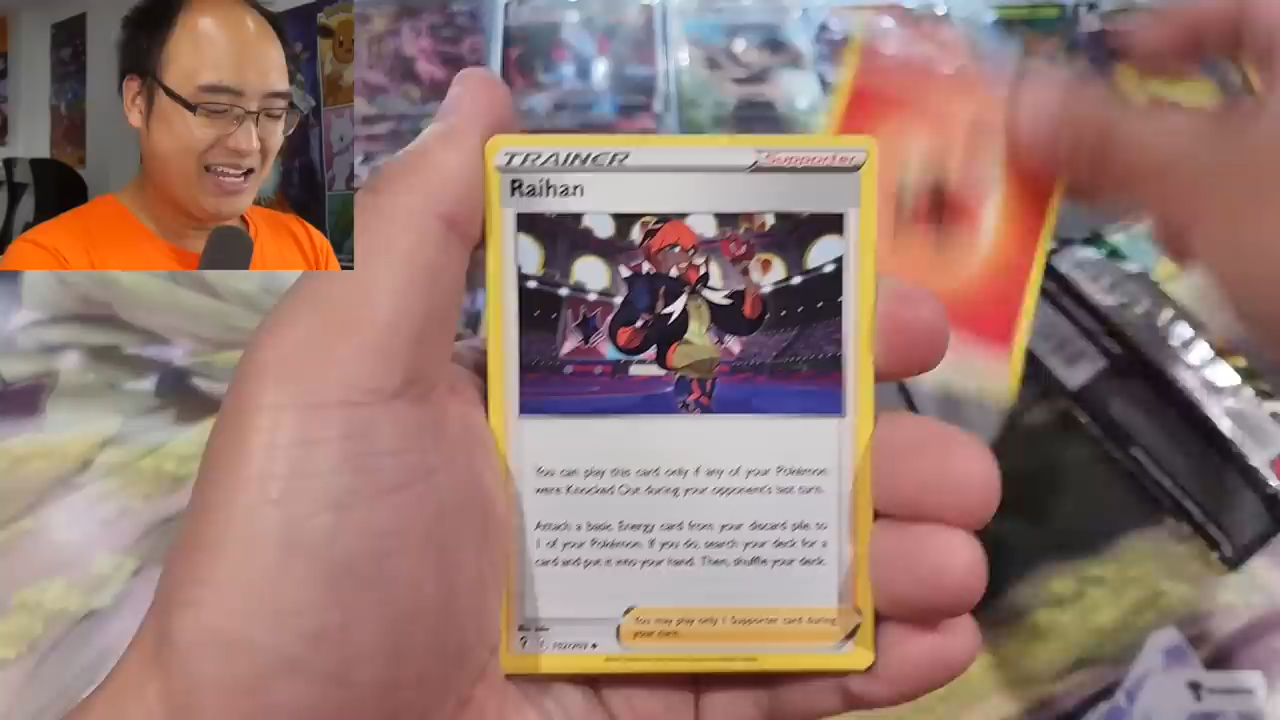 TRAINER
Supporter
Raihan
You can play this card only if any of your Pokémon
were Knocked Out during your opponent's last turn.
Attach a basic Energy card from your discard pile to
1 of your Pokémon. If you do, search your deck for a
card and put it into your hand. Then, shuffle your deck.
You may play only 1 Supporter card during
your turn.